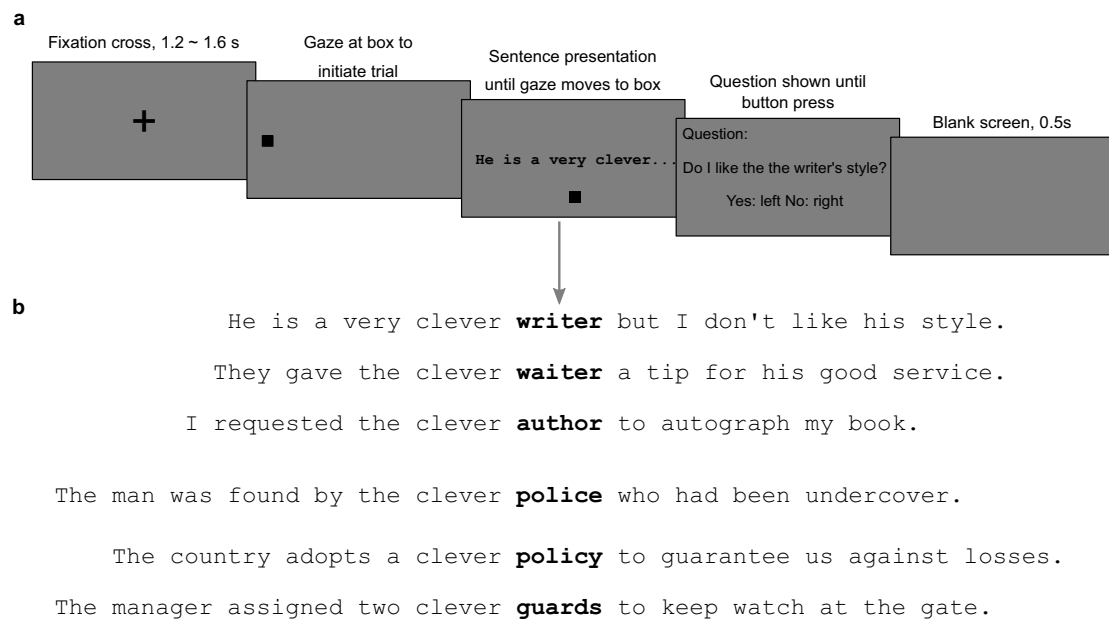 a
Fixation cross, 1.2 ~ 1.6 s
Gaze at box to
initiate trial
Sentence presentation
until gaze moves to box
Question shown until
button press
Blank screen, 0.5s
He is a very clever...
Question:
Do I like the the writer's style?
Yes: left No: right
b
He is a very clever writer but I don't like his style.
They gave the clever waiter a tip for his good service.
I requested the clever author to autograph my book.
The man was found by the clever police who had been undercover.
The country adopts a clever policy to guarantee us against losses.
The manager assigned two clever guards to keep watch at the gate.